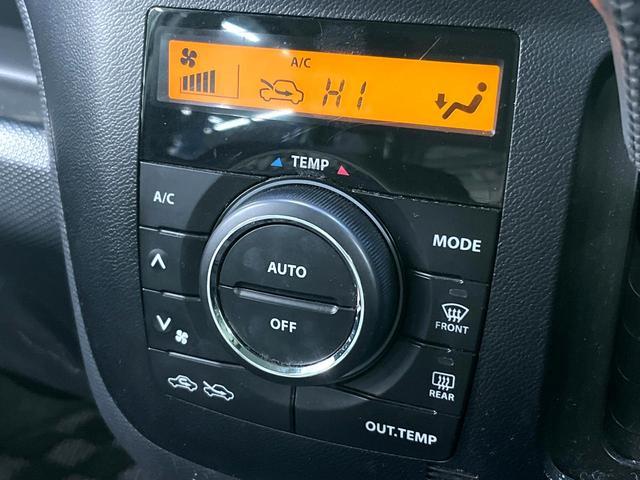 A/C
HI
TEMP
A/C
MODE
AUTO
OFF
FRONT
REAR
OUT.TEMP